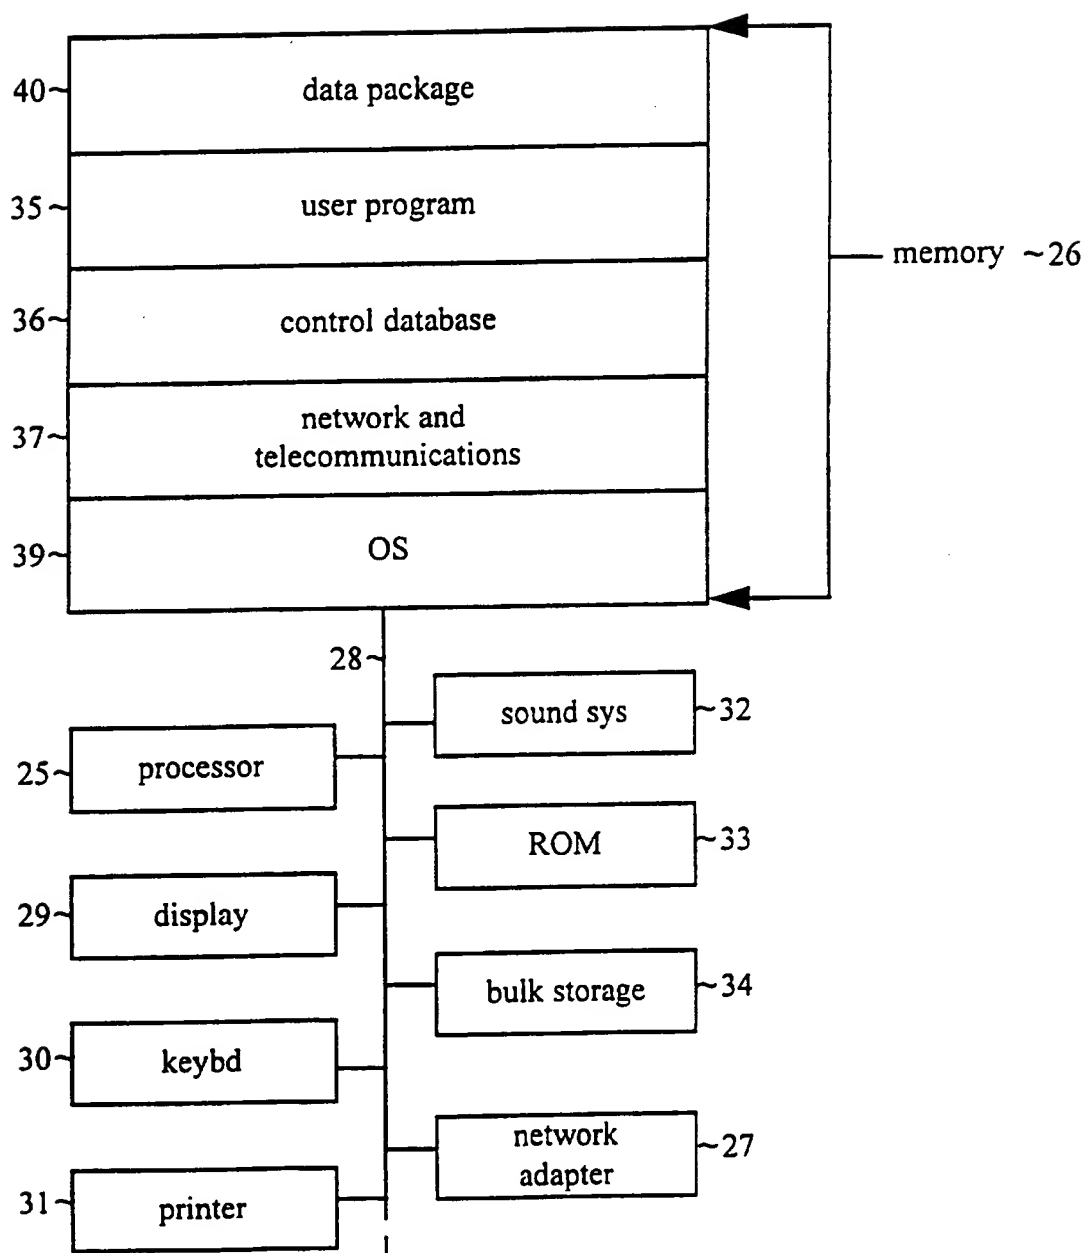 40~ data package
35~ user program
memory ~26
36~ control database
37~ network and
telecommunications
39~ OS
28~
sound sys ~32
25~ processor
ROM ~33
29~ display
bulk storage ~34
30~ keybd
network
adapter ~27
31~ printer